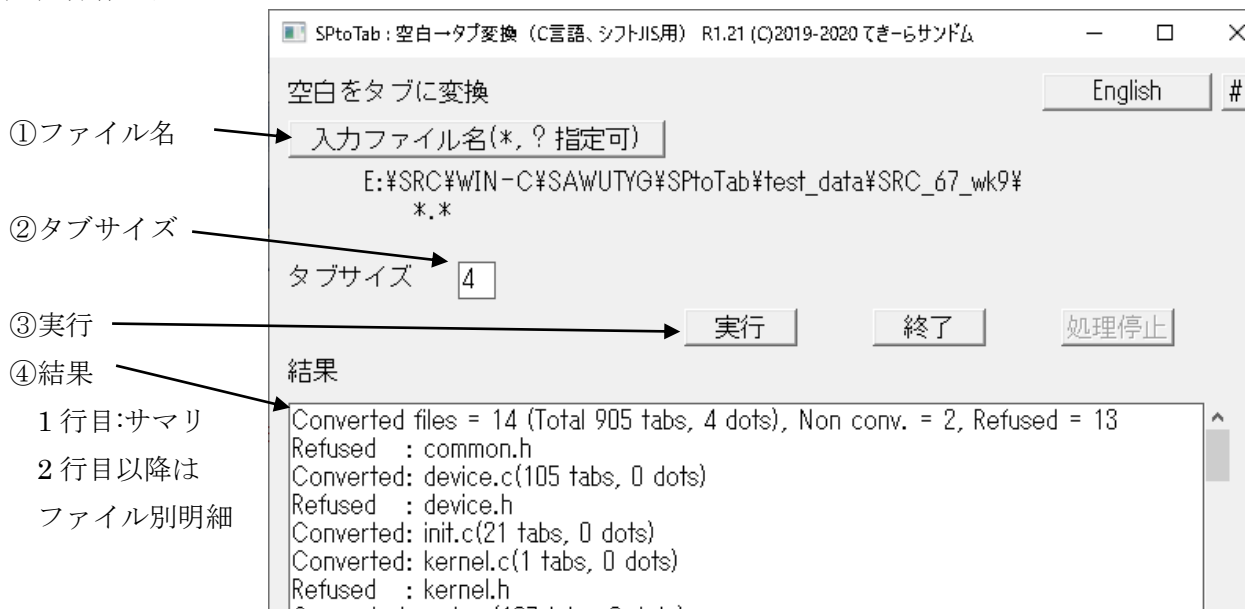 SPtoTab : 空白→タブ変換（C言語、シフトJIS用） R1.21 (C)2019-2020 てきーらサンドム
空白をタブに変換
English
#
①ファイル名
入力ファイル名(*, ? 指定可)
E:¥SRC¥WIN-C¥SAWUTYG¥SPtoTab¥test_data¥SRC_67_wk9¥
*.*
②タブサイズ
タブサイズ 4
③実行
実行 終了 処理停止
④結果
結果
1 行目:サマリ
2 行目以降は
ファイル別明細
Converted files = 14 (Total 905 tabs, 4 dots), Non conv. = 2, Refused = 13
Refused : common.h
Converted: device.c(105 tabs, 0 dots)
Refused : device.h
Converted: init.c(21 tabs, 0 dots)
Converted: kernel.c(1 tabs, 0 dots)
Refused : kernel.h